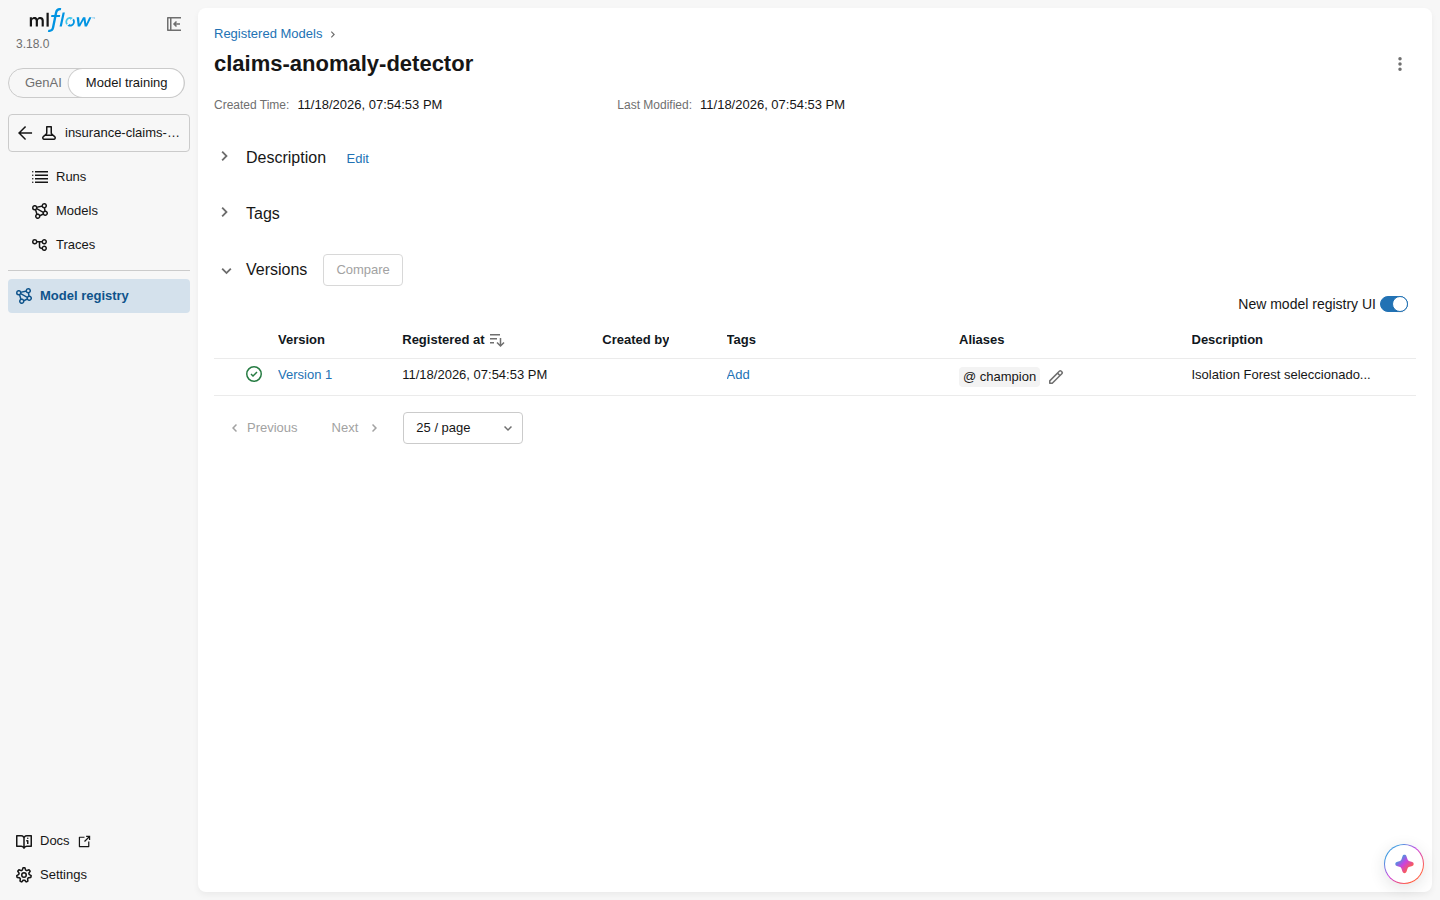 mlflow
3.18.0
GenAI
Model training
insurance-claims-...
Runs
Models
Traces
Model registry
Docs
Settings
Registered Models
claims-anomaly-detector
Created Time: 11/18/2026, 07:54:53 PM
Last Modified: 11/18/2026, 07:54:53 PM
Description Edit
Tags
Versions Compare
New model registry UI
Version Registered at Created by Tags Aliases Description
Version 1 11/18/2026, 07:54:53 PM Add @ champion Isolation Forest seleccionado...
Previous Next 25 / page